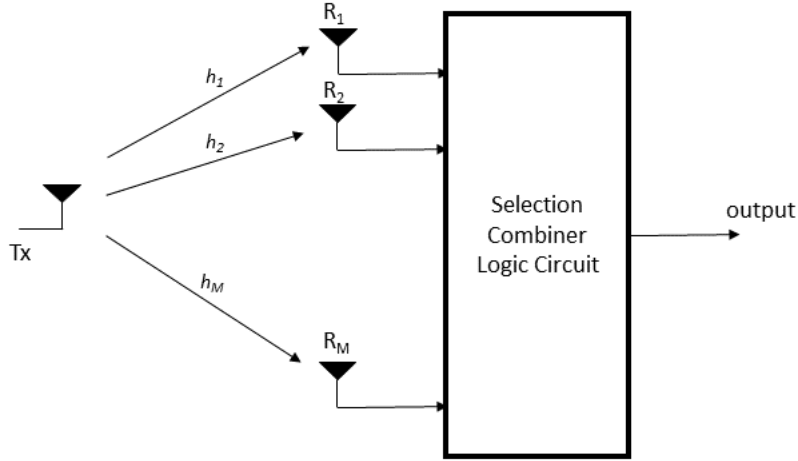 R1
h1
R2
h2
Tx
hM
RM
Selection
Combiner
Logic Circuit
output